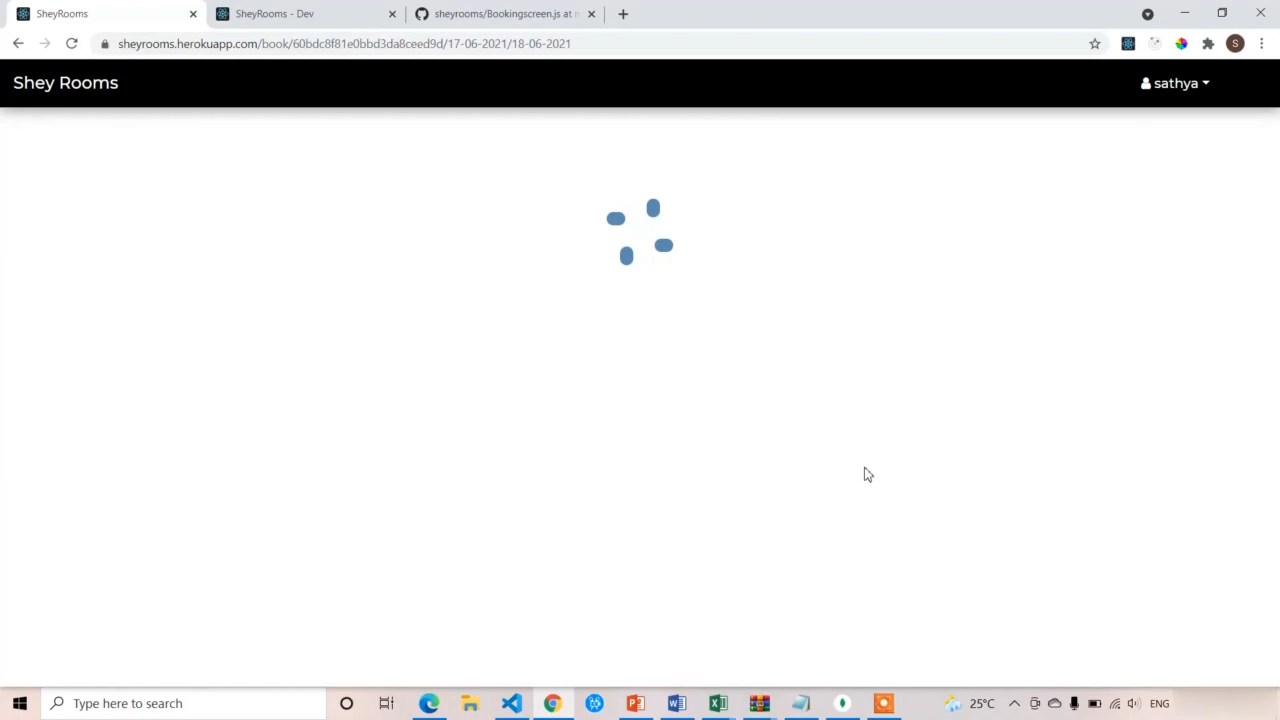 SheyRooms
SheyRooms - Dev
sheyrooms/Bookingscreen.js at m
sheyrooms.herokuapp.com/book/60bdc8f81e0bbd3da8ceed9d/17-06-2021/18-06-2021
S
Shey Rooms
sathya
Type here to search
25°C
ENG